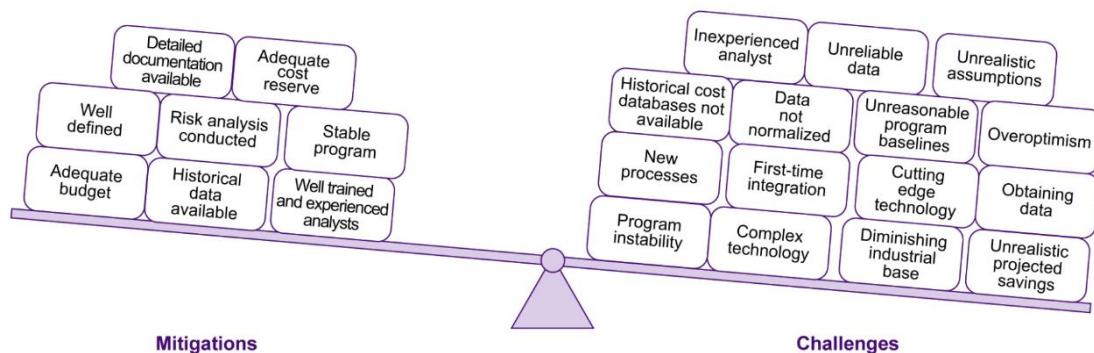 Detailed
documentation
available
Adequate
cost
reserve
Well
defined
Risk analysis
conducted
Stable
program
Adequate
budget
Historical
data
available
Well trained
and experienced
analysts
Mitigations
Inexperienced
analyst
Unreliable
data
Unrealistic
assumptions
Historical cost
databases not
available
Data
not
normalized
Unreasonable
program
baselines
Overoptimism
New
processes
First-time
integration
Cutting
edge
technology
Obtaining
data
Program
instability
Complex
technology
Diminishing
industrial
base
Unrealistic
projected
savings
Challenges